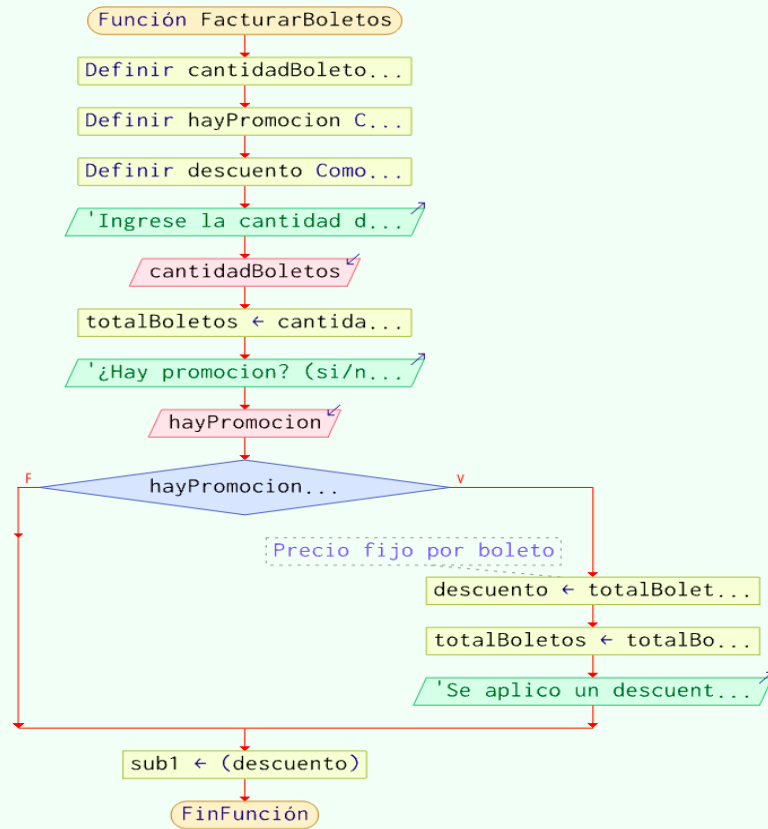 Función FacturarBoletos
Definir cantidadBoleto...
Definir hayPromocion C...
Definir descuento Como...
'Ingrese la cantidad d...
cantidadBoletos
totalBoletos ← cantida...
'¿Hay promocion? (si/n...
hayPromocion
F
hayPromocion...
V
Precio fijo por boleto
descuento ← totalBolet...
totalBoletos ← totalBo...
'Se aplico un descuent...
sub1 ← (descuento)
FinFunción